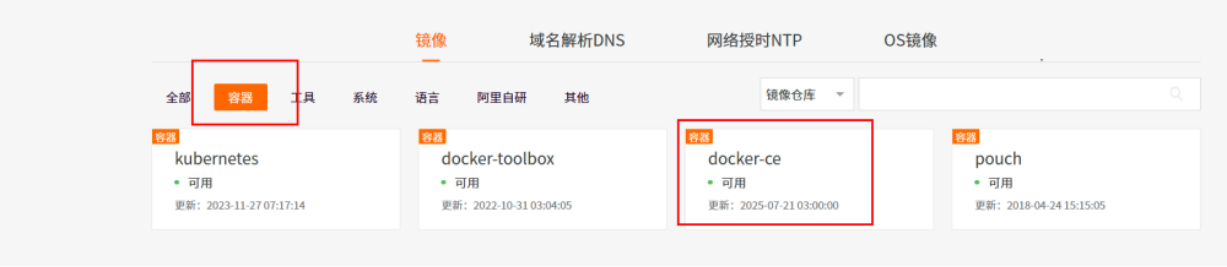 镜像 域名解析DNS 网络授时NTP OS镜像
全部 容器 工具 系统 语言 阿里自研 其他 镜像仓库
容器 容器 容器 容器
kubernetes docker-toolbox docker-ce pouch
可用 可用 可用 可用
更新：2023-11-27 07:17:14 更新：2022-10-31 03:04:05 更新：2025-07-21 03:00:00 更新：2018-04-24 15:15:05